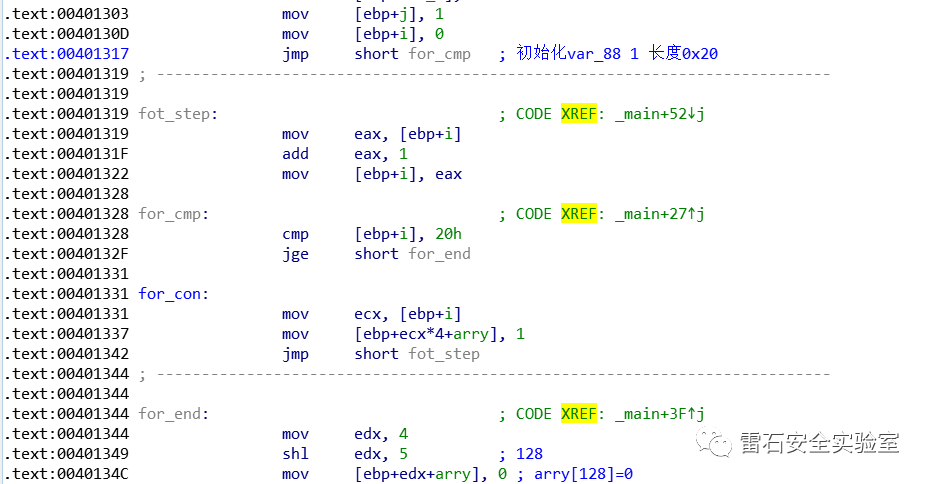 .text:00401303 mov [ebp+j], 1
.text:0040130D mov [ebp+i], 0
.text:00401317 jmp short for_cmp ; 初始化var_88 1 长度0x20
.text:00401319 ; ---------------------------------------------------------------------------
.text:00401319
.text:00401319 fot_step: ; CODE XREF: _main+52↓j
.text:00401319 mov eax, [ebp+i]
.text:0040131F add eax, 1
.text:00401322 mov [ebp+i], eax
.text:00401328
.text:00401328 for_cmp: ; CODE XREF: _main+27↑j
.text:00401328 cmp [ebp+i], 20h
.text:0040132F jge short for_end
.text:00401331
.text:00401331 for_con:
.text:00401331 mov ecx, [ebp+i]
.text:00401337 mov [ebp+ecx*4+arry], 1
.text:00401342 jmp short fot_step
.text:00401344 ; ---------------------------------------------------------------------------
.text:00401344
.text:00401344 for_end: ; CODE XREF: _main+3F↑j
.text:00401344 mov edx, 4
.text:00401349 shl edx, 5 ; 128
.text:0040134C mov [ebp+edx+arry], 0 ; arry[128]=0
雷石安全实验室